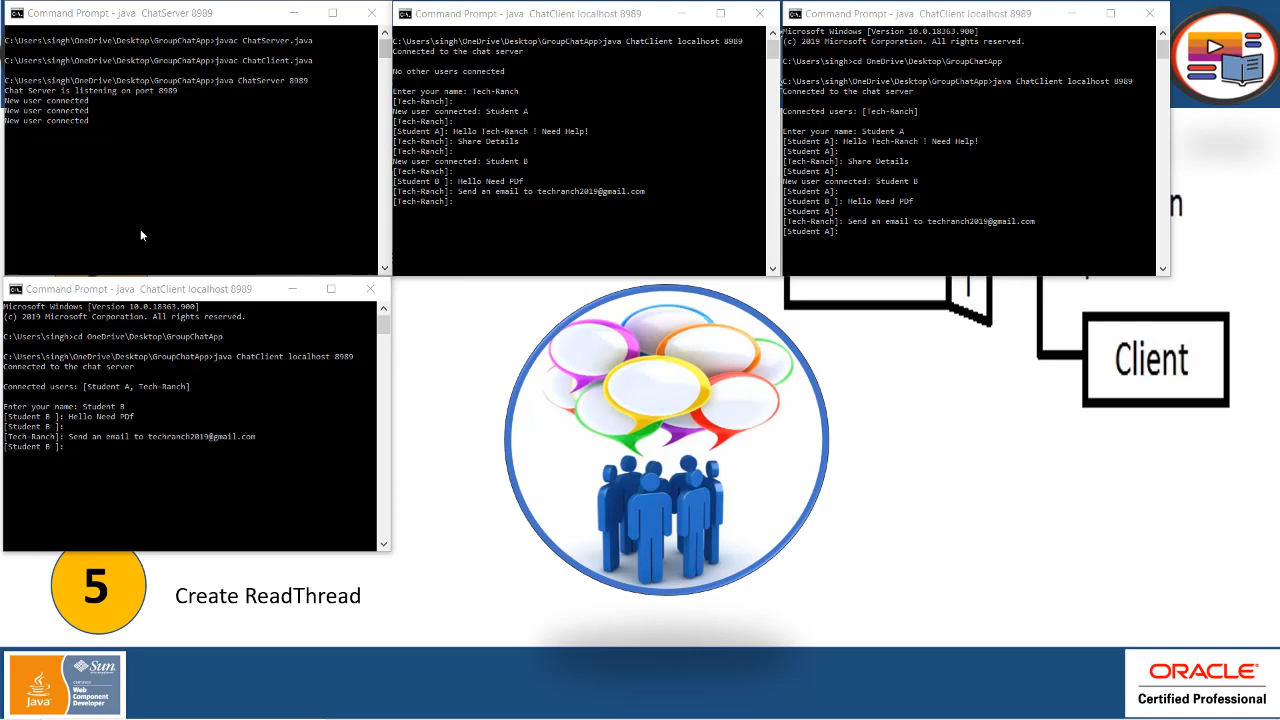 Command Prompt - java ChatServer 8989
C:\Users\singh\OneDrive\Desktop\GroupChatApp>javac ChatServer.java
C:\Users\singh\OneDrive\Desktop\GroupChatApp>javac ChatClient.java
C:\Users\singh\OneDrive\Desktop\GroupChatApp>java ChatServer 8989
Chat Server is listening on port 8989
New user connected
New user connected
New user connected
Command Prompt - java ChatClient localhost 8989
C:\Users\singh\OneDrive\Desktop\GroupChatApp>java ChatClient localhost 8989
Connected to the chat server
No other users connected
Enter your name: Tech-Ranch
[Tech-Ranch]:
New user connected: Student A
[Tech-Ranch]:
[Student A]: Hello Tech-Ranch ! Need Help!
[Tech-Ranch]: Share Details
[Tech-Ranch]:
New user connected: Student B
[Tech-Ranch]:
[Student B ]: Hello Need PDf
[Tech-Ranch]: Send an email to techranch2019@gmail.com
[Tech-Ranch]:
Command Prompt - java ChatClient localhost 8989
Microsoft Windows [Version 10.0.18363.900]
(c) 2019 Microsoft Corporation. All rights reserved.
C:\Users\singh>cd OneDrive\Desktop\GroupChatApp
C:\Users\singh\OneDrive\Desktop\GroupChatApp>java ChatClient localhost 8989
Connected to the chat server
Connected users: [Tech-Ranch]
Enter your name: Student A
[Student A]: Hello Tech-Ranch ! Need Help!
[Student A]:
[Tech-Ranch]: Share Details
[Student A]:
New user connected: Student B
[Student A]:
[Student B ]: Hello Need PDf
[Student A]:
[Tech-Ranch]: Send an email to techranch2019@gmail.com
[Student A]:
Command Prompt - java ChatClient localhost 8989
Microsoft Windows [Version 10.0.18363.900]
(c) 2019 Microsoft Corporation. All rights reserved.
C:\Users\singh>cd OneDrive\Desktop\GroupChatApp
C:\Users\singh\OneDrive\Desktop\GroupChatApp>java ChatClient localhost 8989
Connected to the chat server
Connected users: [Student A, Tech-Ranch]
Enter your name: Student B
[Student B ]: Hello Need PDf
[Student B ]:
[Tech-Ranch]: Send an email to techranch2019@gmail.com
[Student B ]:
Client
5
Create ReadThread
Java
Sun
microsystems
CERTIFIED
Web
Component
Developer
ORACLE
Certified Professional